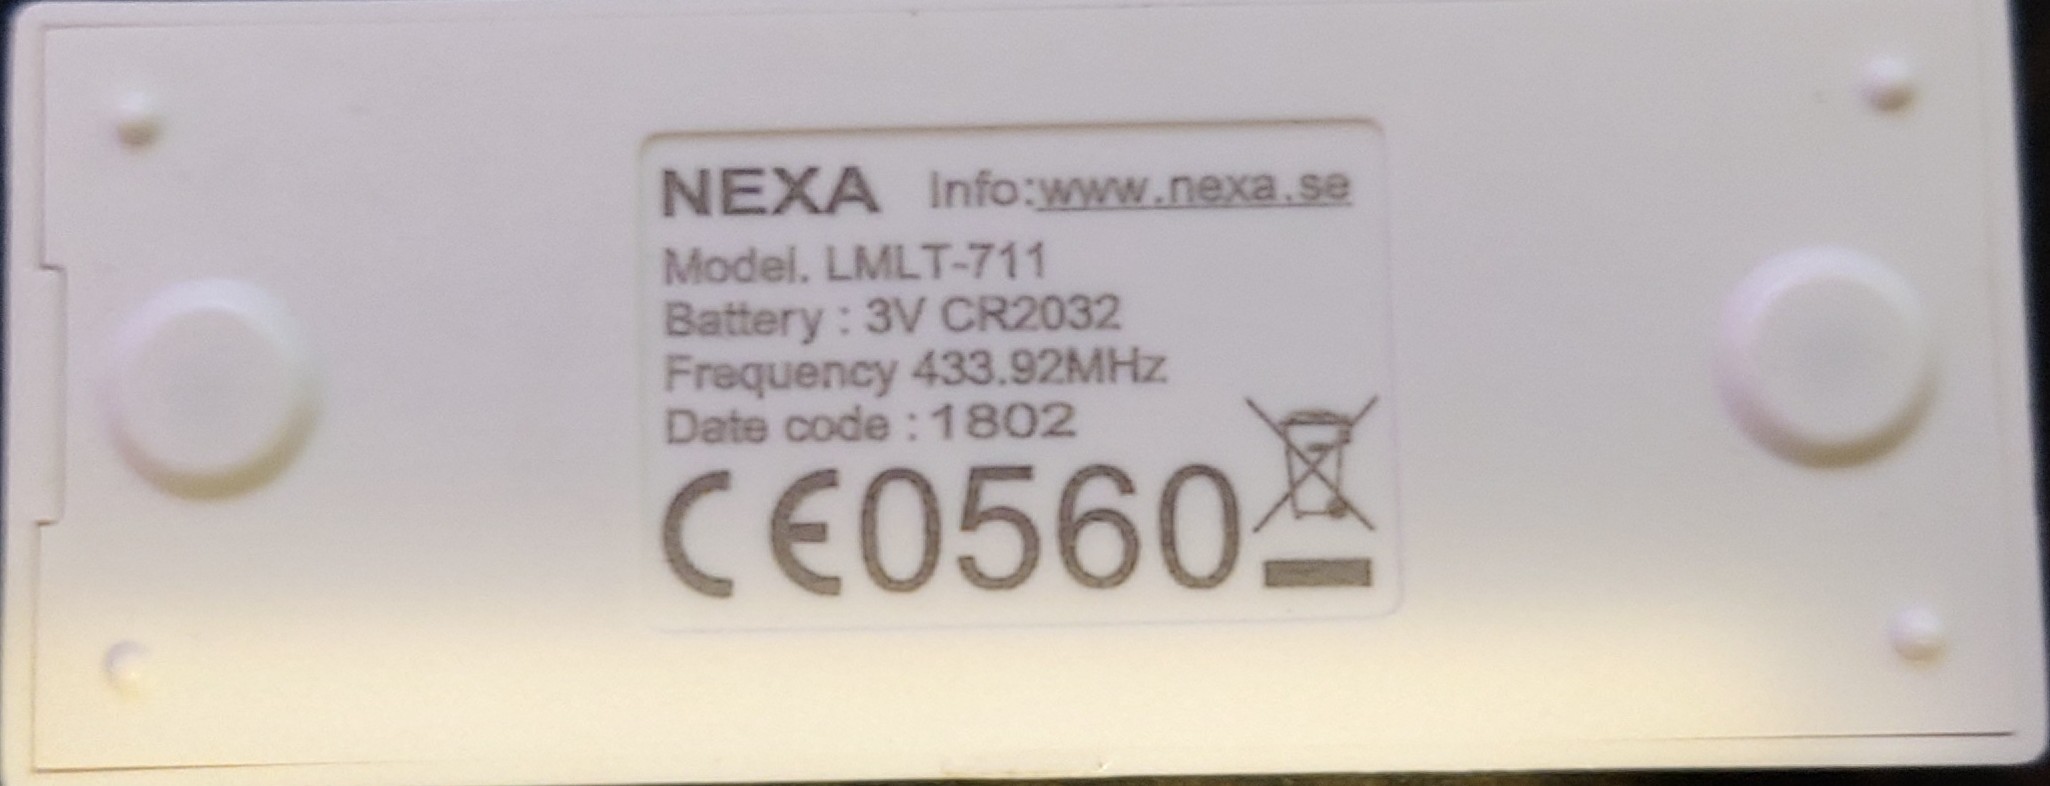 NEXA Info:www.nexa.se
Model. LMLT-711
Battery : 3V CR2032
Frequency 433.92MHz
Date code : 1802
CE0560